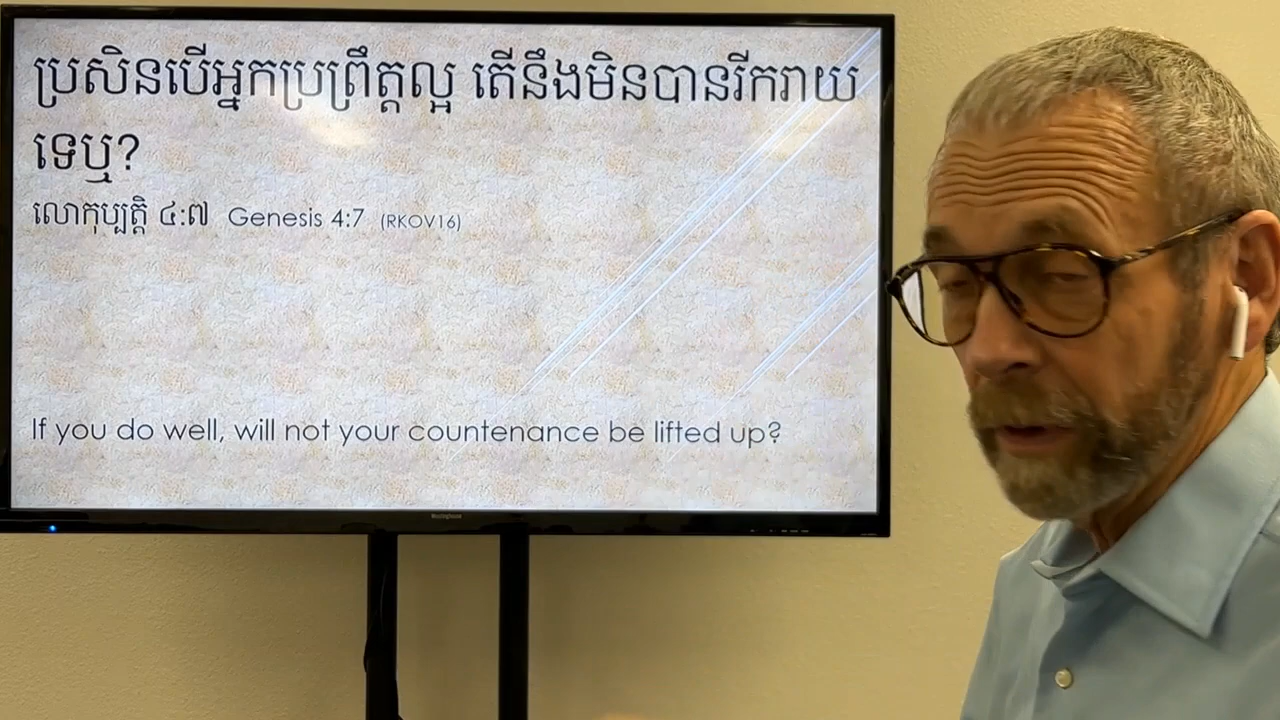 ប្រសិនបើអ្នកប្រព្រឹត្តល្អ តើនឹងមិនបានរីករាយ
ទេឬ?
លោកុប្បត្តិ ៤:៧ Genesis 4:7 (RKOV16)
If you do well, will not your countenance be lifted up?
Westinghouse